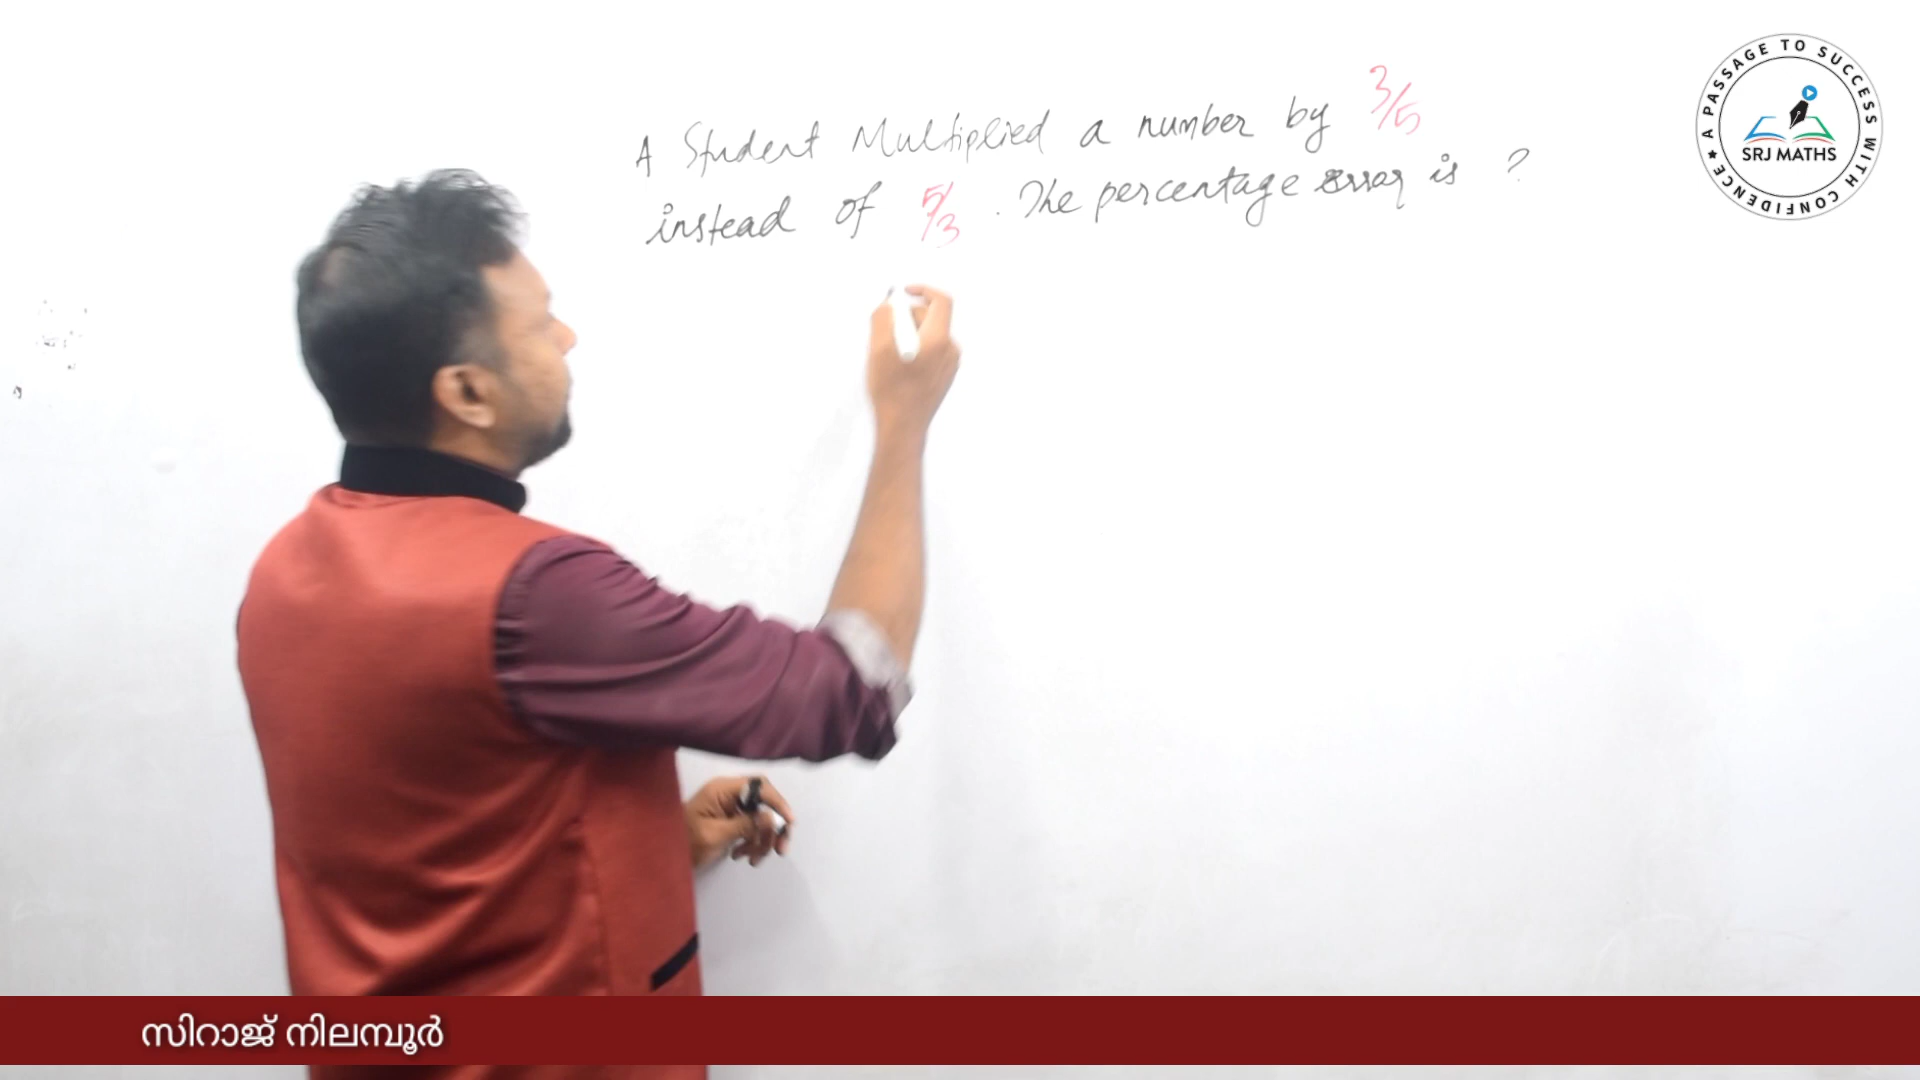 A Student Multiplied a number by 3/5
instead of 5/3 . The percentage error is ?
A PASSAGE TO SUCCESS WITH CONFIDENCE ★
SRJ MATHS
സിറാജ് നിലമ്പൂർ